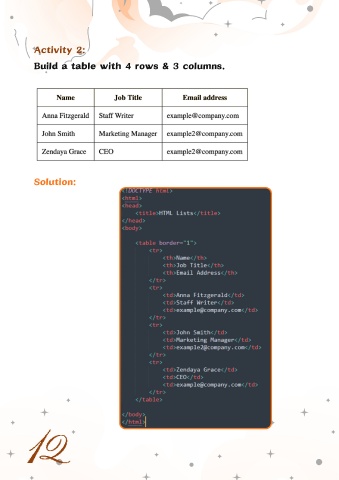 Activity 2:
Build a table with 4 rows & 3 columns.
Name Job Title Email address
Anna Fitzgerald Staff Writer example@company.com
John Smith Marketing Manager example2@company.com
Zendaya Grace CEO example2@company.com
Solution:
<!DOCTYPE html>
<html>
<head>
<title>HTML Lists</title>
</head>
<body>
<table border="1">
<tr>
<th>Name</th>
<th>Job Title</th>
<th>Email Address</th>
</tr>
<tr>
<td>Anna Fitzgerald</td>
<td>Staff Writer</td>
<td>example@company.com</td>
</tr>
<tr>
<td>John Smith</td>
<td>Marketing Manager</td>
<td>example2@company.com</td>
</tr>
<tr>
<td>Zendaya Grace</td>
<td>CEO</td>
<td>example@company.com</td>
</tr>
</table>
</body>
</html>
12